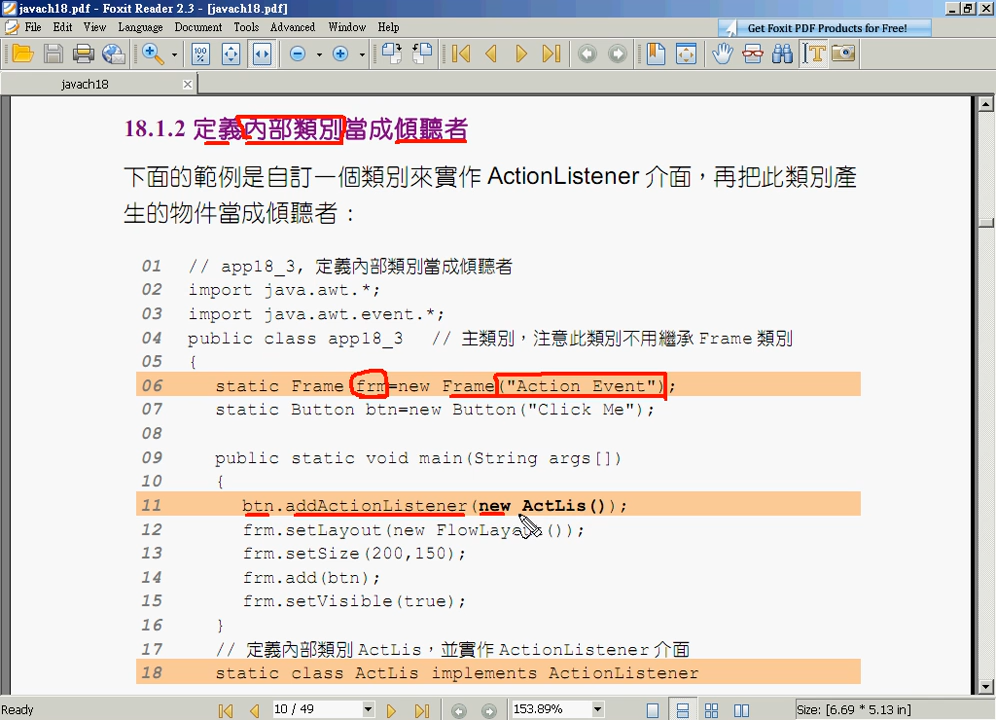 javach18.pdf - Foxit Reader 2.3 - [javach18.pdf]
File Edit View Language Document Tools Advanced Window Help
Get Foxit PDF Products for Free!
javach18
18.1.2 定義內部類別當成傾聽者
下面的範例是自訂一個類別來實作 ActionListener 介面，再把此類別產
生的物件當成傾聽者：
01 // app18_3, 定義內部類別當成傾聽者
02 import java.awt.*;
03 import java.awt.event.*;
04 public class app18_3 // 主類別，注意此類別不用繼承 Frame 類別
05 {
06 static Frame frm=new Frame("Action Event");
07 static Button btn=new Button("Click Me");
08
09 public static void main(String args[])
10 {
11 btn.addActionListener(new ActLis());
12 frm.setLayout(new FlowLayout());
13 frm.setSize(200,150);
14 frm.add(btn);
15 frm.setVisible(true);
16 }
17 // 定義內部類別 ActLis，並實作 ActionListener 介面
18 static class ActLis implements ActionListener
Ready 10 / 49 153.89% Size: [6.69 * 5.13 in]